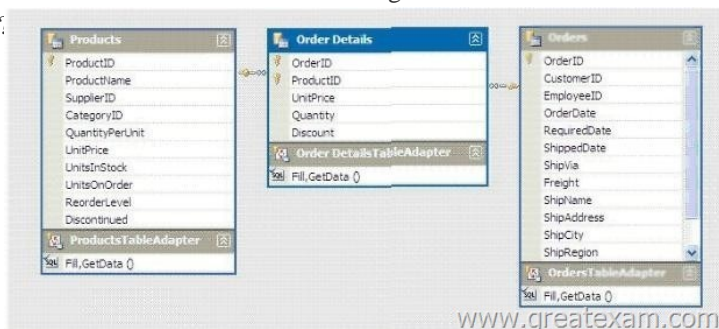 Products
ProductID
ProductName
SupplierID
CategoryID
QuantityPerUnit
UnitPrice
UnitsInStock
UnitsOnOrder
ReorderLevel
Discontinued
ProductsTableAdapter
Fill,GetData ()
Order Details
OrderID
ProductID
UnitPrice
Quantity
Discount
Order DetailsTableAdapter
Fill,GetData ()
Orders
OrderID
CustomerID
EmployeeID
OrderDate
RequiredDate
ShippedDate
ShipVia
Freight
ShipName
ShipAddress
ShipCity
ShipRegion
OrdersTableAdapter
Fill,GetData ()
www.greatexam.com